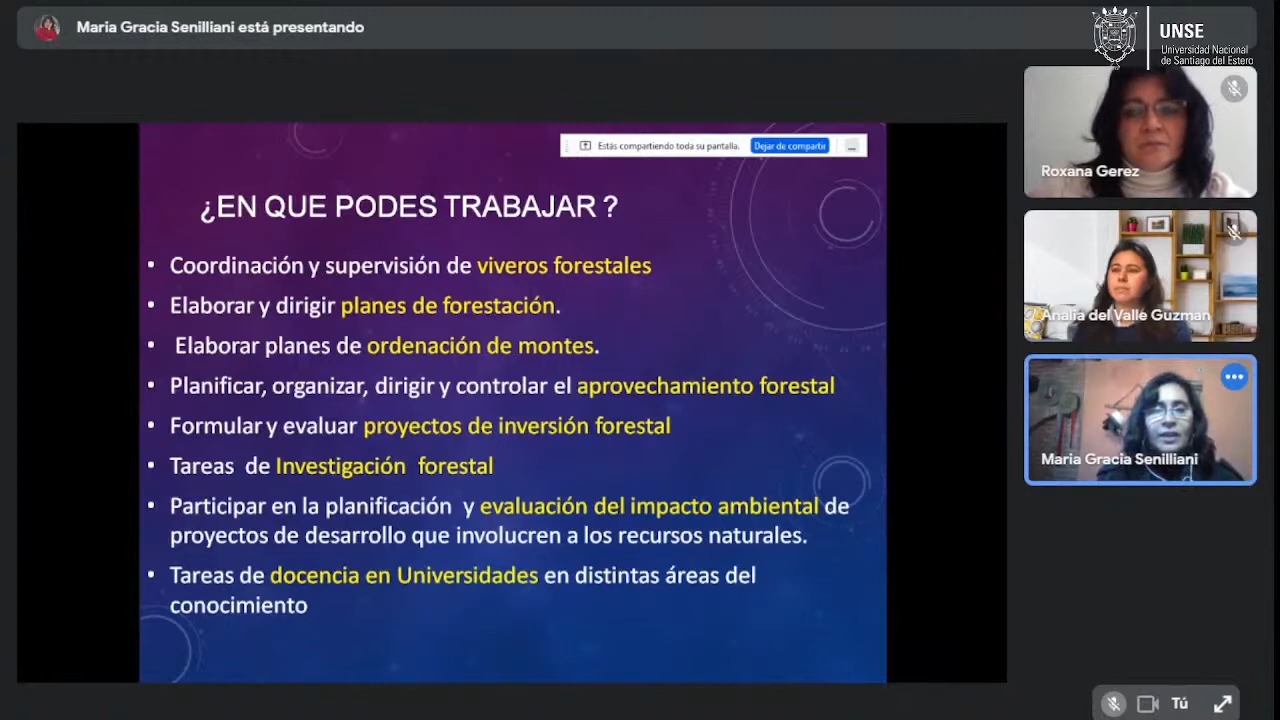 Maria Gracia Senilliani está presentando
UNSE
Universidad Nacional
de Santiago del Estero
Estás compartiendo toda su pantalla.
Dejar de compartir
¿EN QUE PODES TRABAJAR ?
• Coordinación y supervisión de viveros forestales
• Elaborar y dirigir planes de forestación.
• Elaborar planes de ordenación de montes.
• Planificar, organizar, dirigir y controlar el aprovechamiento forestal
• Formular y evaluar proyectos de inversión forestal
• Tareas de Investigación forestal
• Participar en la planificación y evaluación del impacto ambiental de
proyectos de desarrollo que involucren a los recursos naturales.
• Tareas de docencia en Universidades en distintas áreas del
conocimiento
Roxana Gerez
Analia del Valle Guzman
Maria Gracia Senilliani
Tú